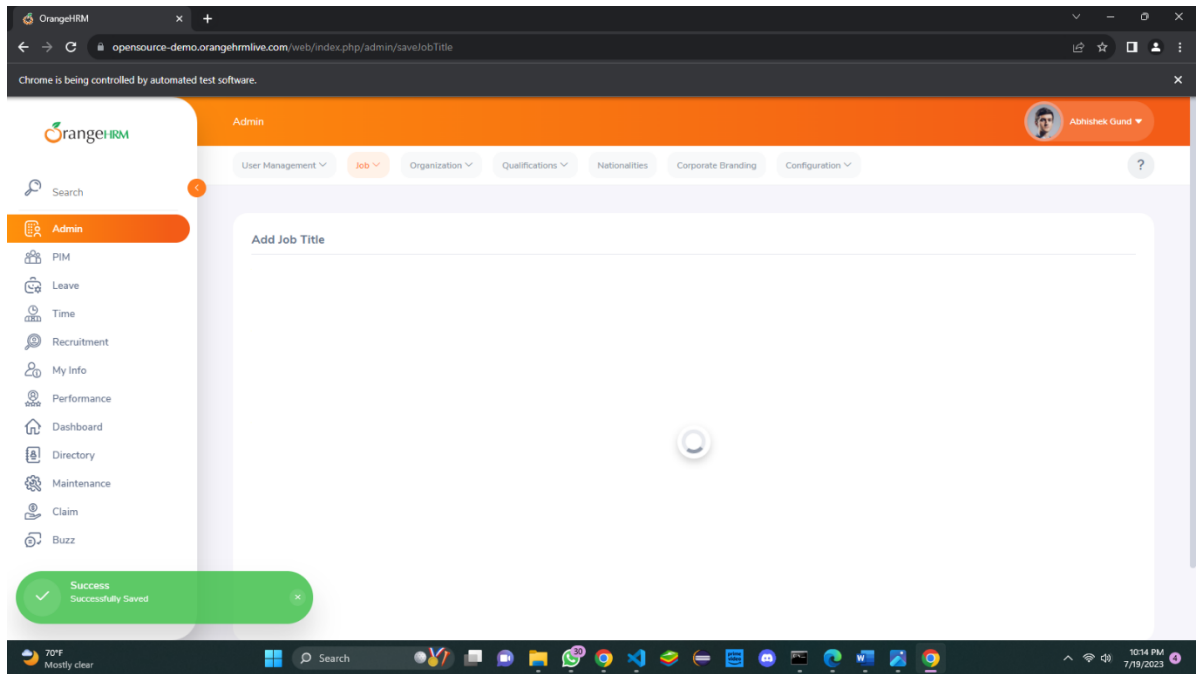 OrangeHRM
opensource-demo.orangehrmlive.com/web/index.php/admin/saveJobTitle
Chrome is being controlled by automated test software.
OrangeHRM
Admin
Abhishek Gund
User Management
Job
Organization
Qualifications
Nationalities
Corporate Branding
Configuration
?
Search
Admin
PIM
Leave
Time
Recruitment
My Info
Performance
Dashboard
Directory
Maintenance
Claim
Buzz
Add Job Title
Success
Successfully Saved
70°F
Mostly clear
Search
30
10:14 PM
7/19/2023
4